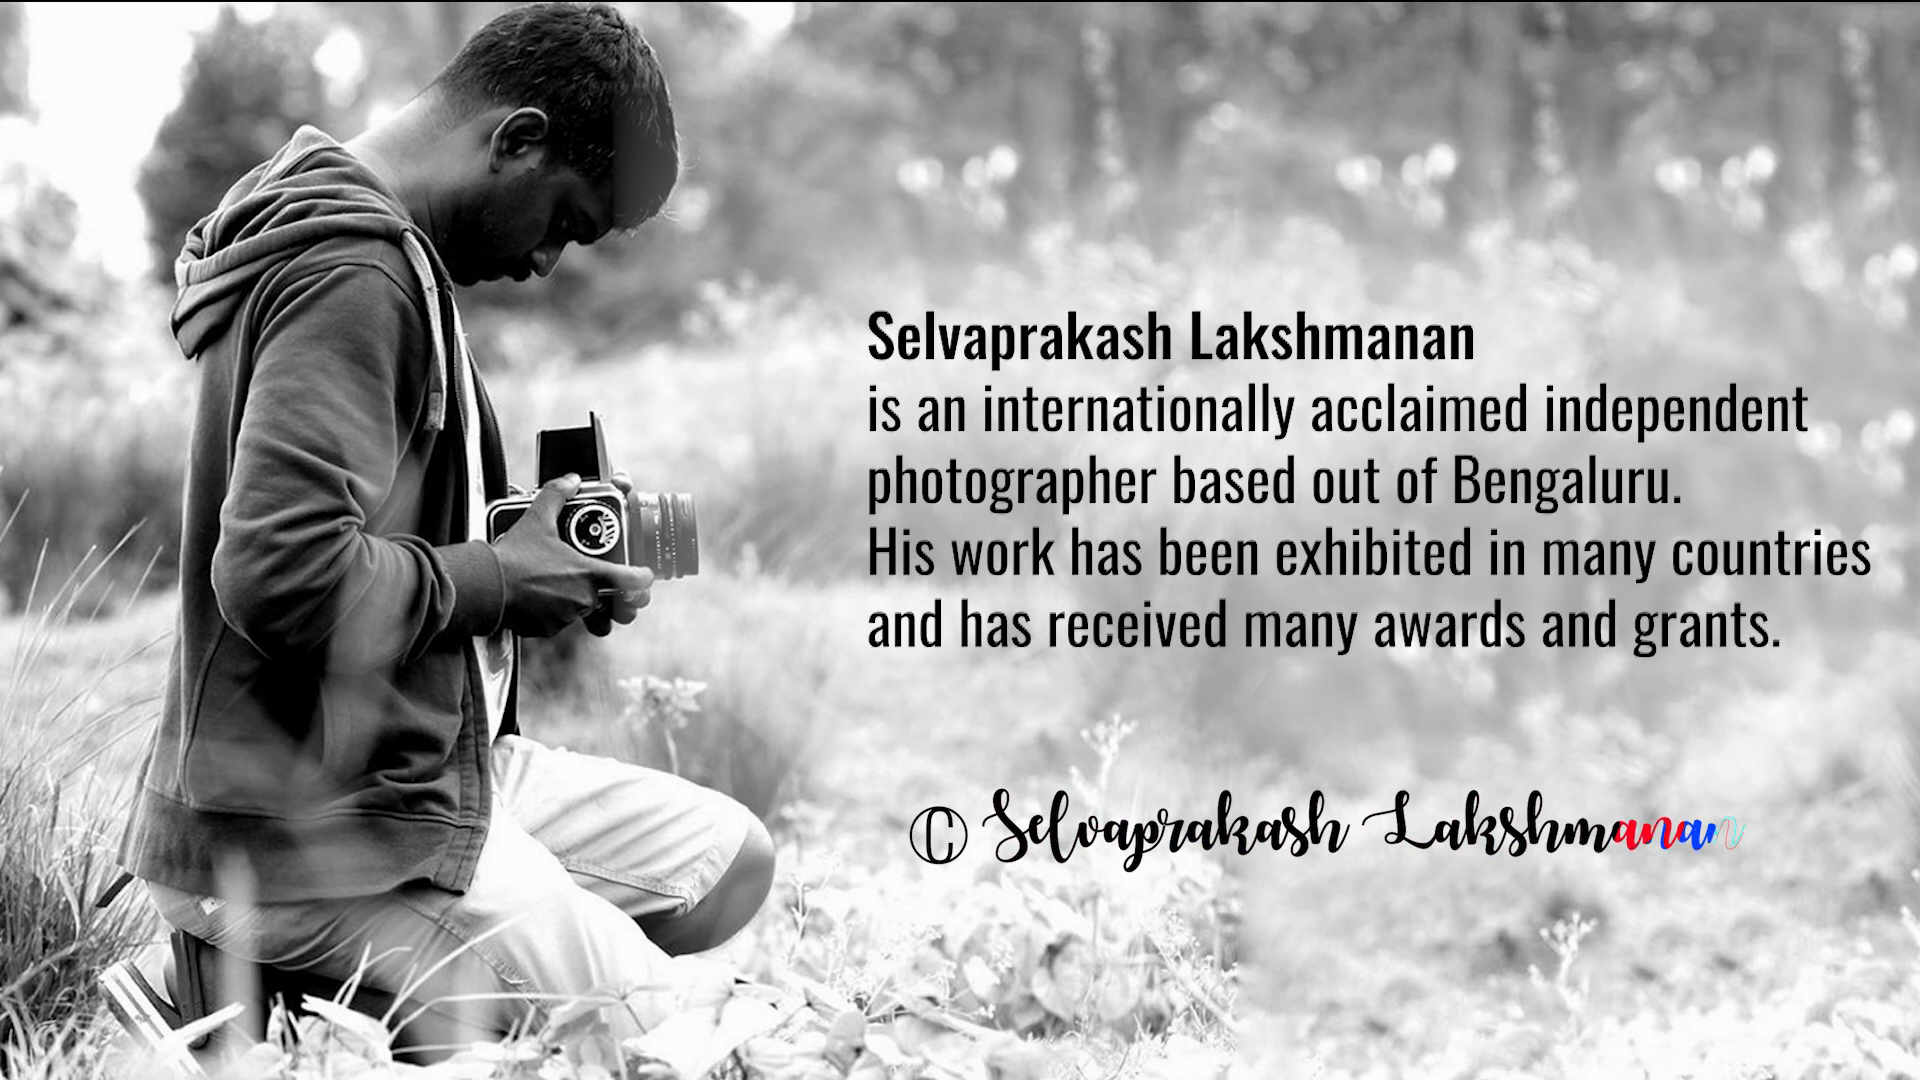 Selvaprakash Lakshmanan
is an internationally acclaimed independent
photographer based out of Bengaluru.
His work has been exhibited in many countries
and has received many awards and grants.
© Selvaprakash Lakshmanan